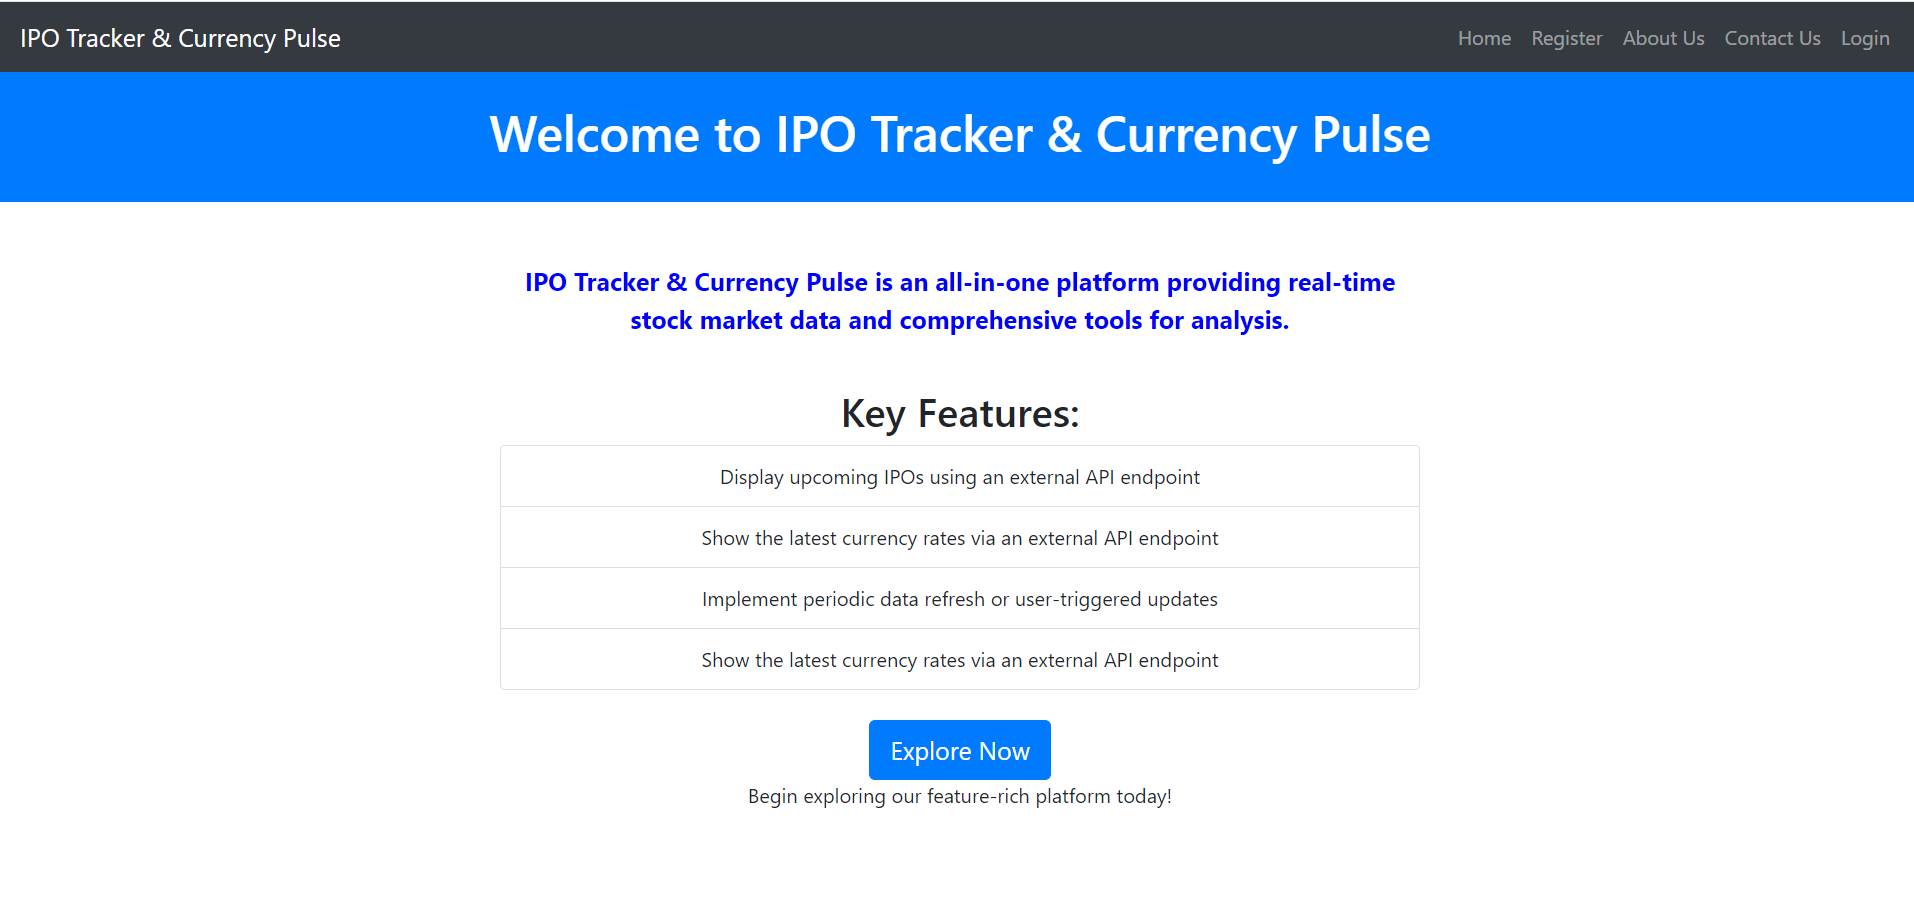 IPO Tracker & Currency Pulse
Home Register About Us Contact Us Login
Welcome to IPO Tracker & Currency Pulse
IPO Tracker & Currency Pulse is an all-in-one platform providing real-time
stock market data and comprehensive tools for analysis.
Key Features:
Display upcoming IPOs using an external API endpoint
Show the latest currency rates via an external API endpoint
Implement periodic data refresh or user-triggered updates
Show the latest currency rates via an external API endpoint
Explore Now
Begin exploring our feature-rich platform today!